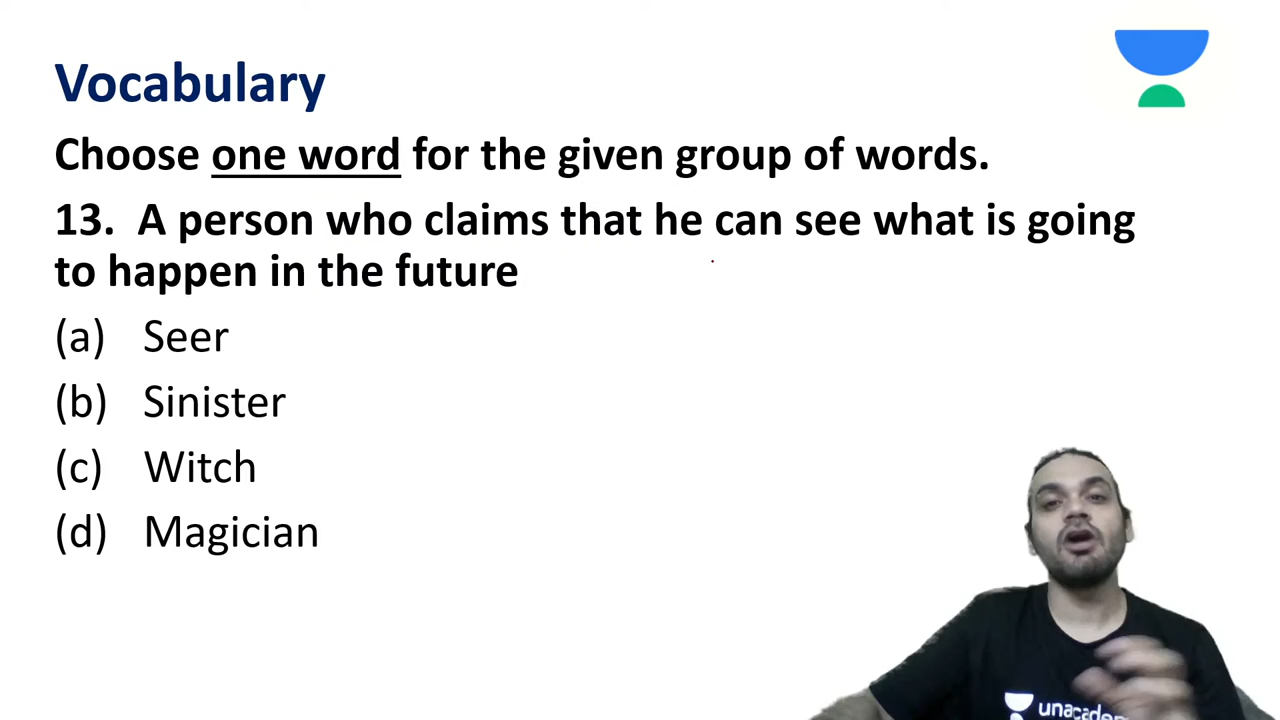 Vocabulary
Choose one word for the given group of words.
13. A person who claims that he can see what is going
to happen in the future
(a) Seer
(b) Sinister
(c) Witch
(d) Magician